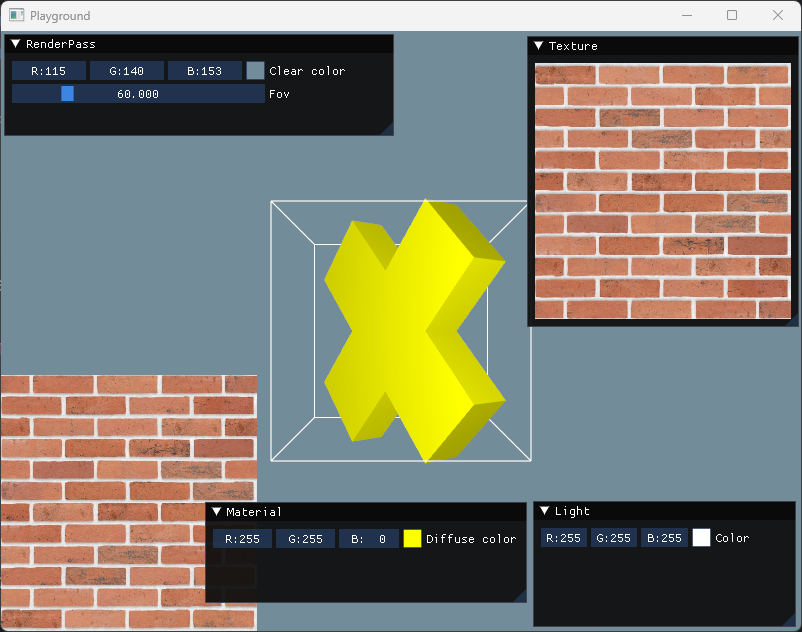 Playground
RenderPass
R:115 G:140 B:153 Clear color
60.000 Fov
Texture
Material
R:255 G:255 B: 0 Diffuse color
Light
R:255 G:255 B:255 Color